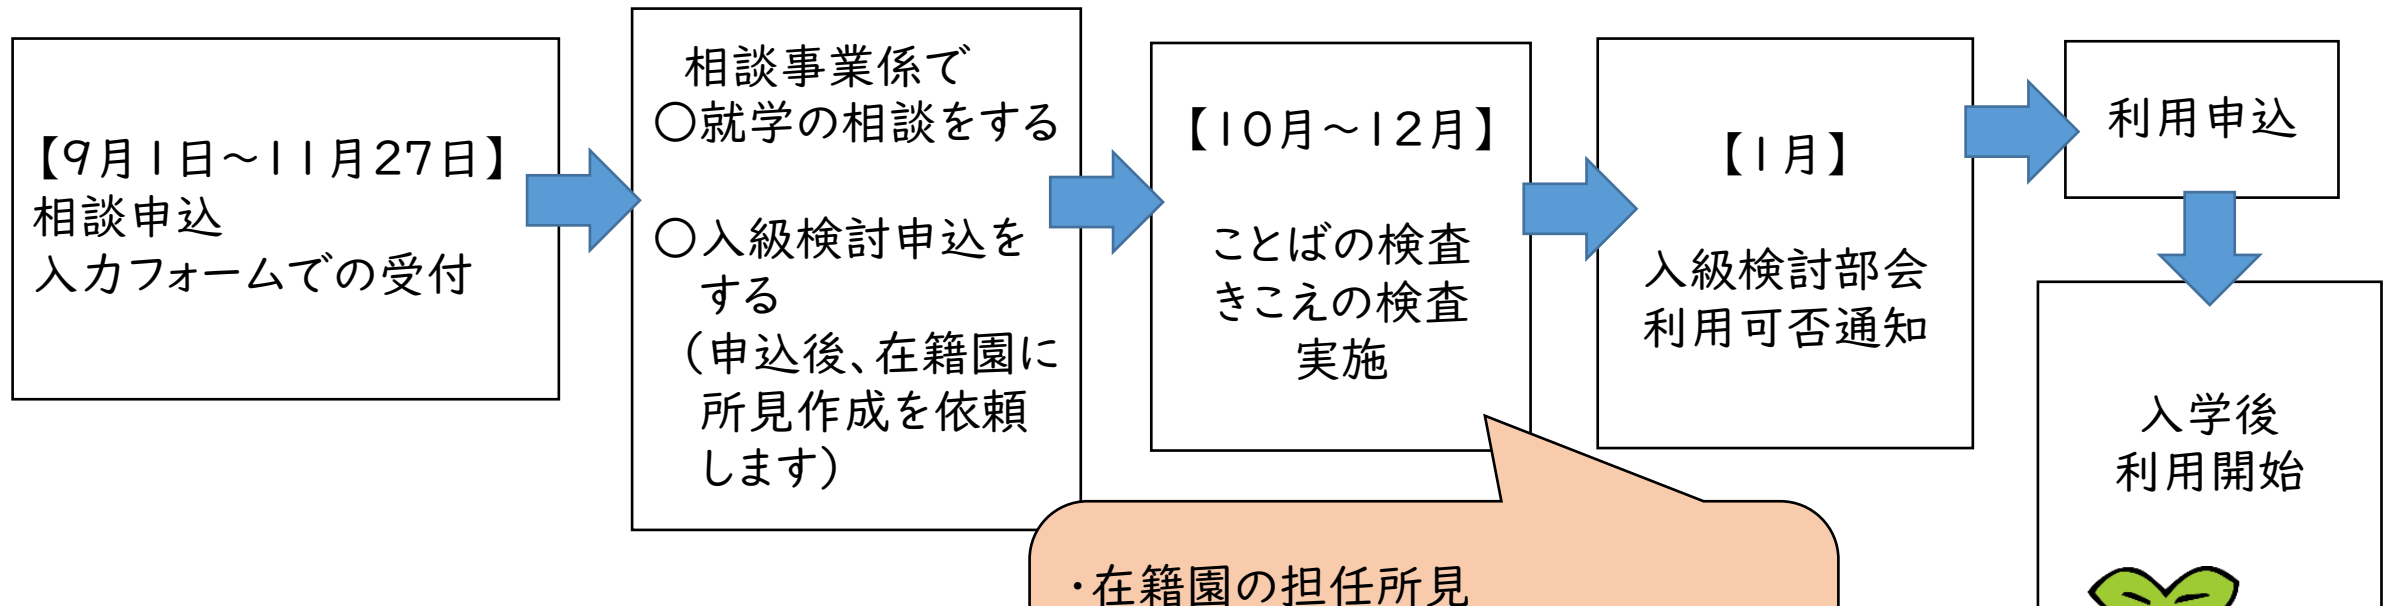 【9月1日～11月27日】
相談申込
入力フォームでの受付
相談事業係で
○就学の相談をする
○入級検討申込を
する
(申込後、在籍園に
所見作成を依頼
します)
【10月～12月】
ことばの検査
きこえの検査
実施
・在籍園の担任所見
【1月】
入級検討部会
利用可否通知
利用申込
入学後
利用開始